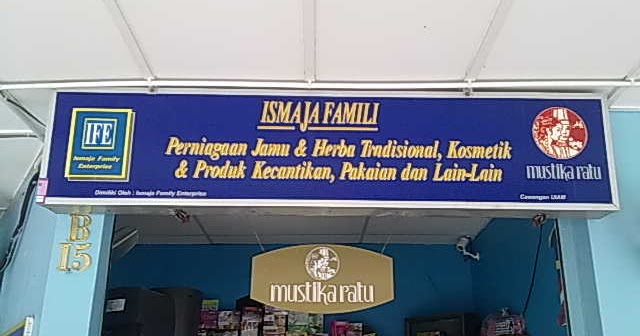 ISMAJA FAMILI
IFE
Ismaja Family
Enterprise
Perniagaan Jamu & Herba Tradisional, Kosmetik
& Produk Kecantikan, Pakaian dan Lain-Lain
mustika ratu
Dimiliki Oleh : Ismaja Family Enterprise
Cawangan UIAM
B
15
mustika ratu